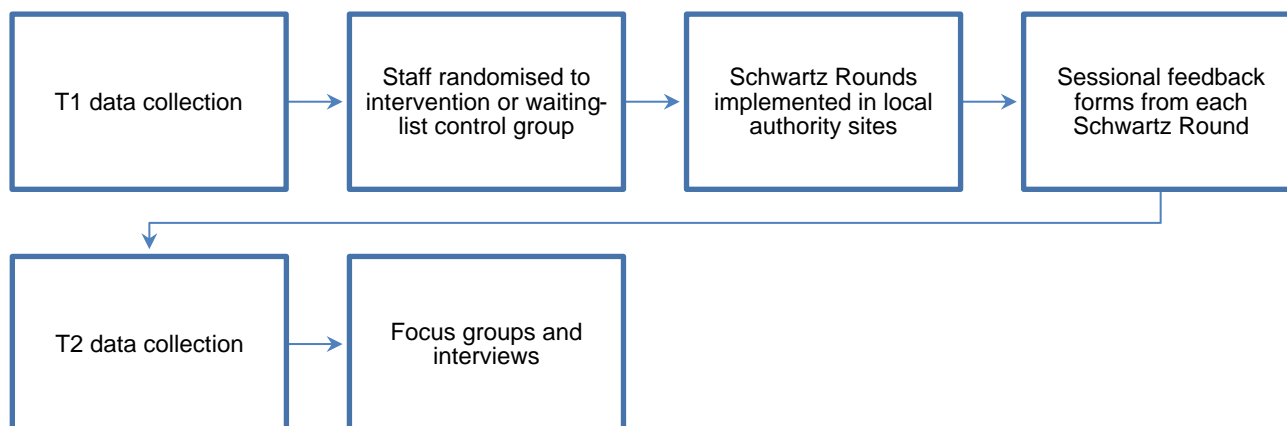 T1 data collection
Staff randomised to
intervention or waiting-
list control group
Schwartz Rounds
implemented in local
authority sites
Sessional feedback
forms from each
Schwartz Round
T2 data collection
Focus groups and
interviews